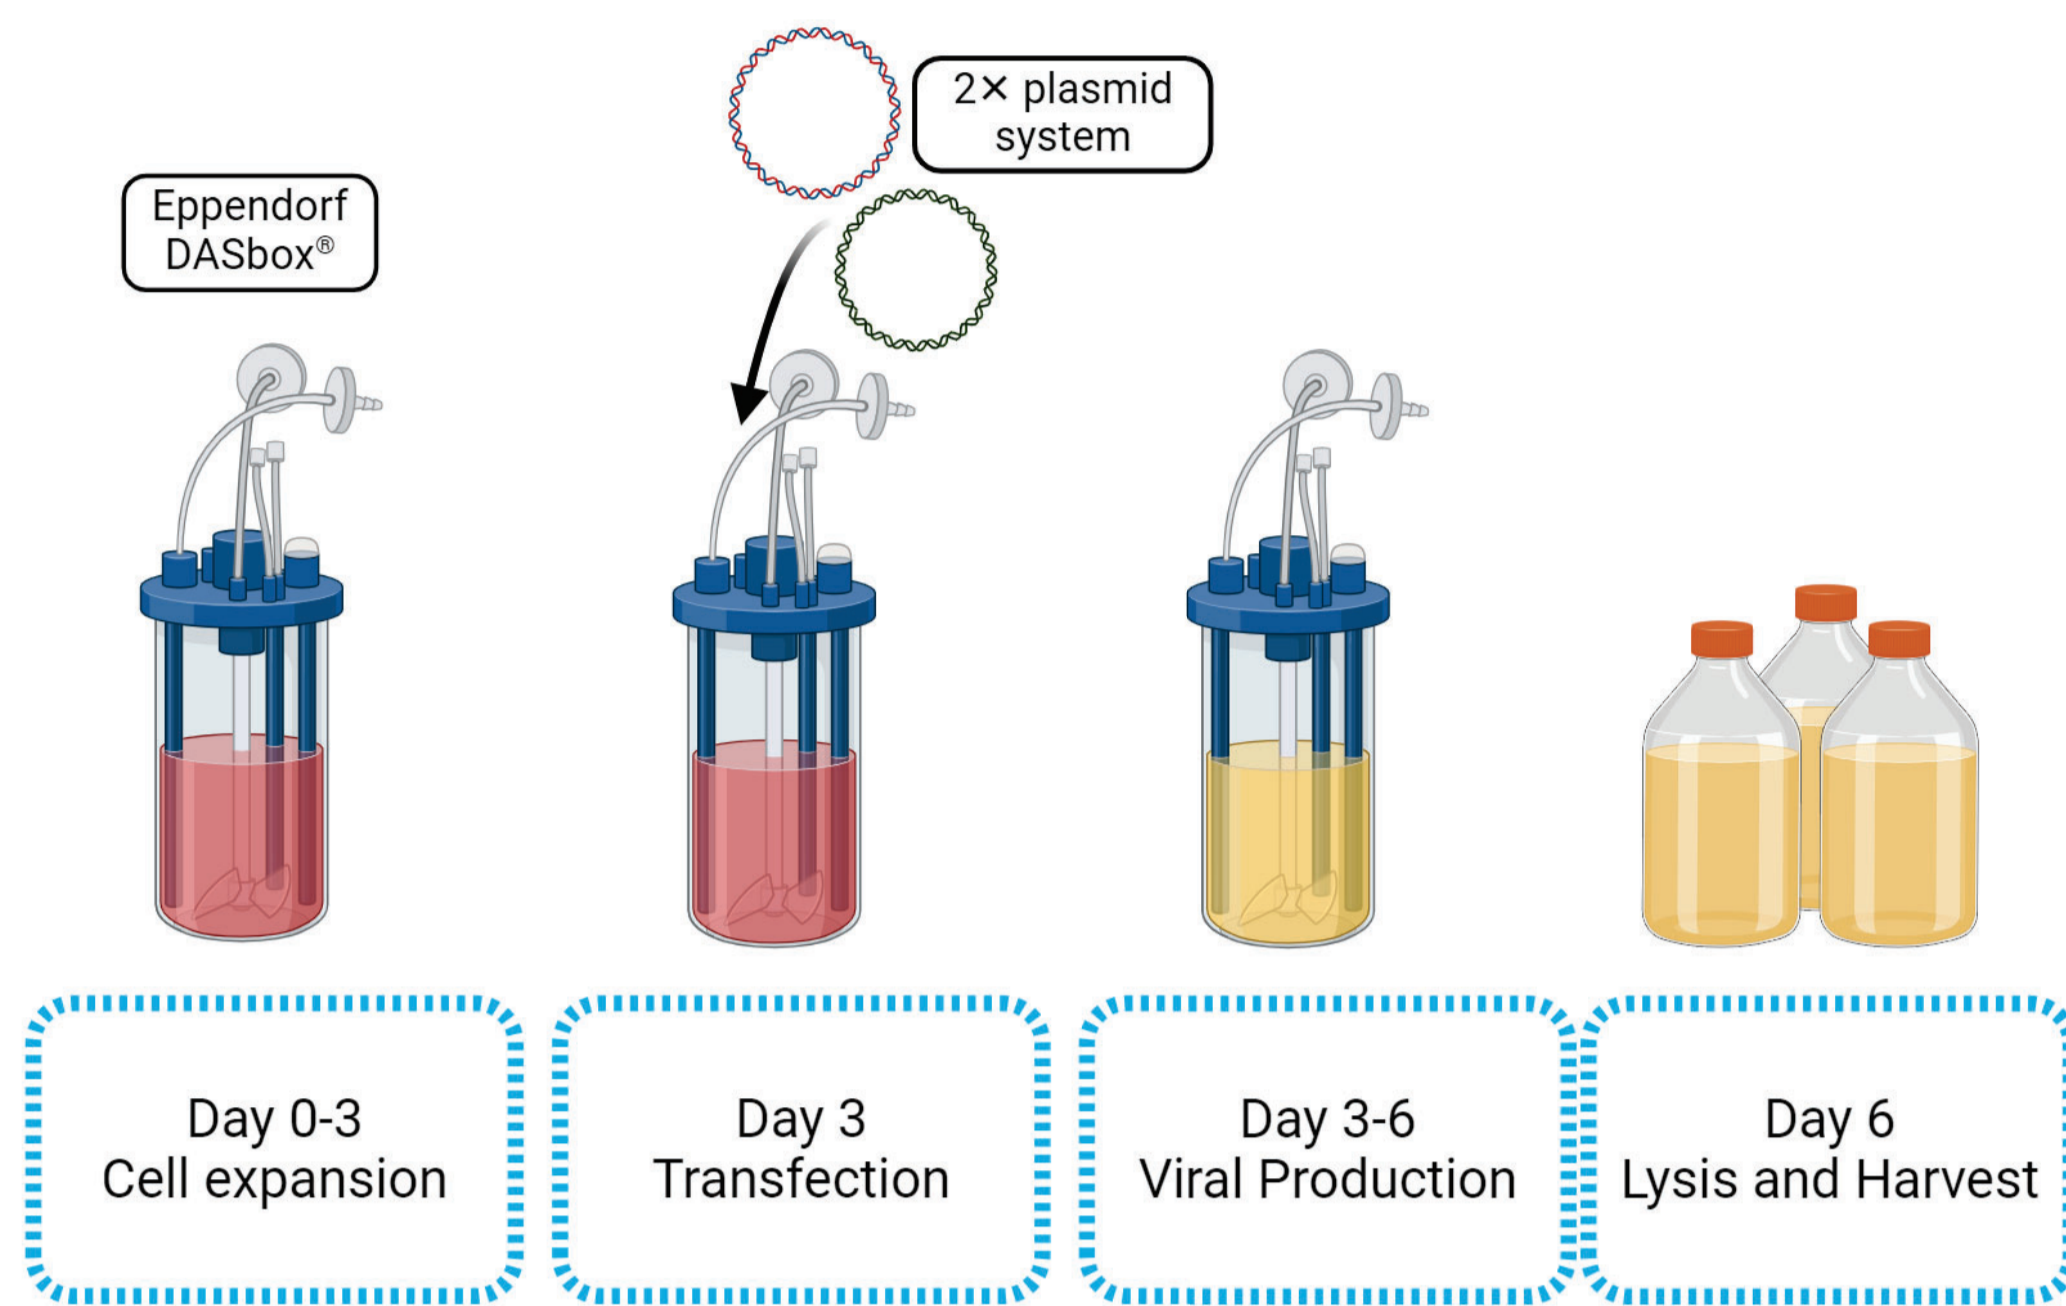 2× plasmid
system
Eppendorf
DASbox®
Day 0-3
Cell expansion
Day 3
Transfection
Day 3-6
Viral Production
Day 6
Lysis and Harvest